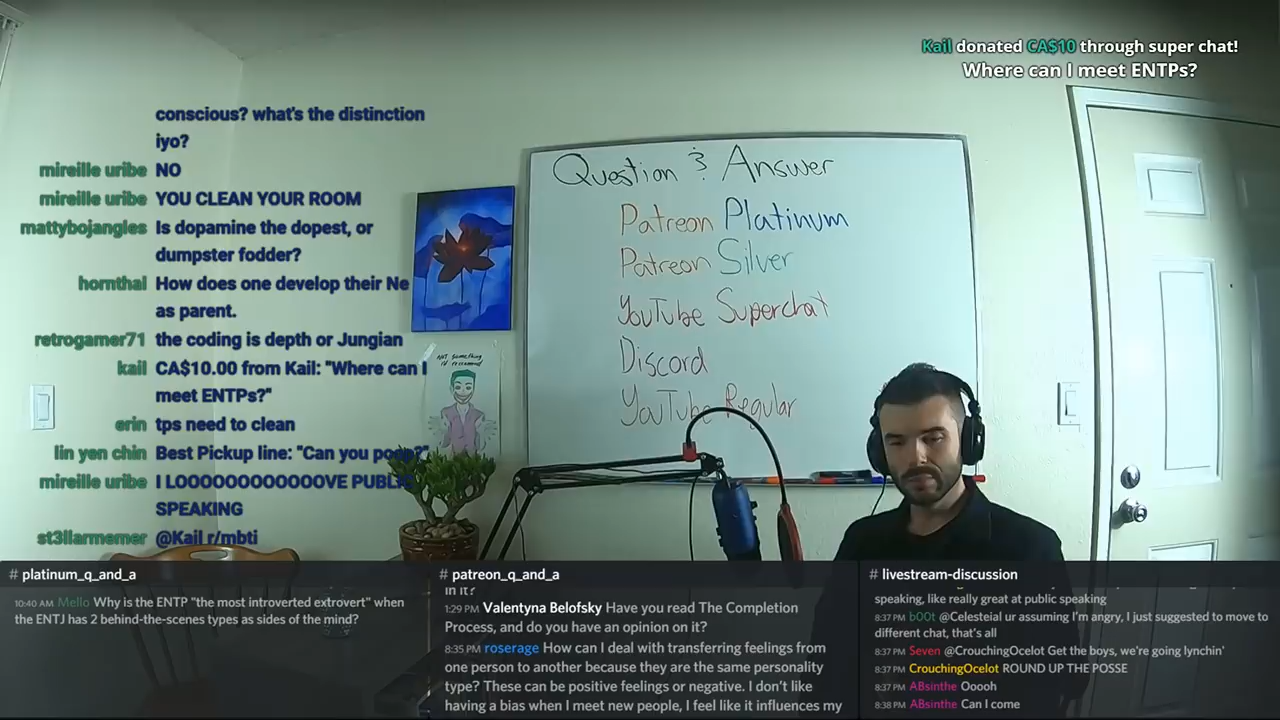 Kail donated CA$10 through super chat!
Where can I meet ENTPs?
conscious? what's the distinction
iyo?
mireille uribe NO
mireille uribe YOU CLEAN YOUR ROOM
mattybojangles Is dopamine the dopest, or
dumpster fodder?
hornthal How does one develop their Ne
as parent.
retrogamer71 the coding is depth or Jungian
kail CA$10.00 from Kail: "Where can I
meet ENTPs?"
erin tps need to clean
lin yen chin Best Pickup line: "Can you poop?"
mireille uribe I LOOOOOOOOOOOOVE PUBLIC
SPEAKING
st3llarmemer @Kail r/mbti
Question & Answer
Patreon Platinum
Patreon Silver
YouTube Superchat
Discord
YouTube Regular
NOT something
recommend
# platinum_q_and_a
10:40 AM Mello Why is the ENTP "the most introverted extrovert" when
the ENTJ has 2 behind-the-scenes types as sides of the mind?
# patreon_q_and_a
in it?
1:29 PM Valentyna Belofsky Have you read The Completion
Process, and do you have an opinion on it?
8:35 PM roserage How can I deal with transferring feelings from
one person to another because they are the same personality
type? These can be positive feelings or negative. I don't like
having a bias when I meet new people, I feel like it influences my
# livestream-discussion
speaking, like really great at public speaking
8:37 PM b00t @Celesteial ur assuming I'm angry, I just suggested to move to
different chat, that's all
8:37 PM Seven @CrouchingOcelot Get the boys, we're going lynchin'
8:37 PM CrouchingOcelot ROUND UP THE POSSE
8:37 PM ABsinthe Ooooh
8:38 PM ABsinthe Can I come